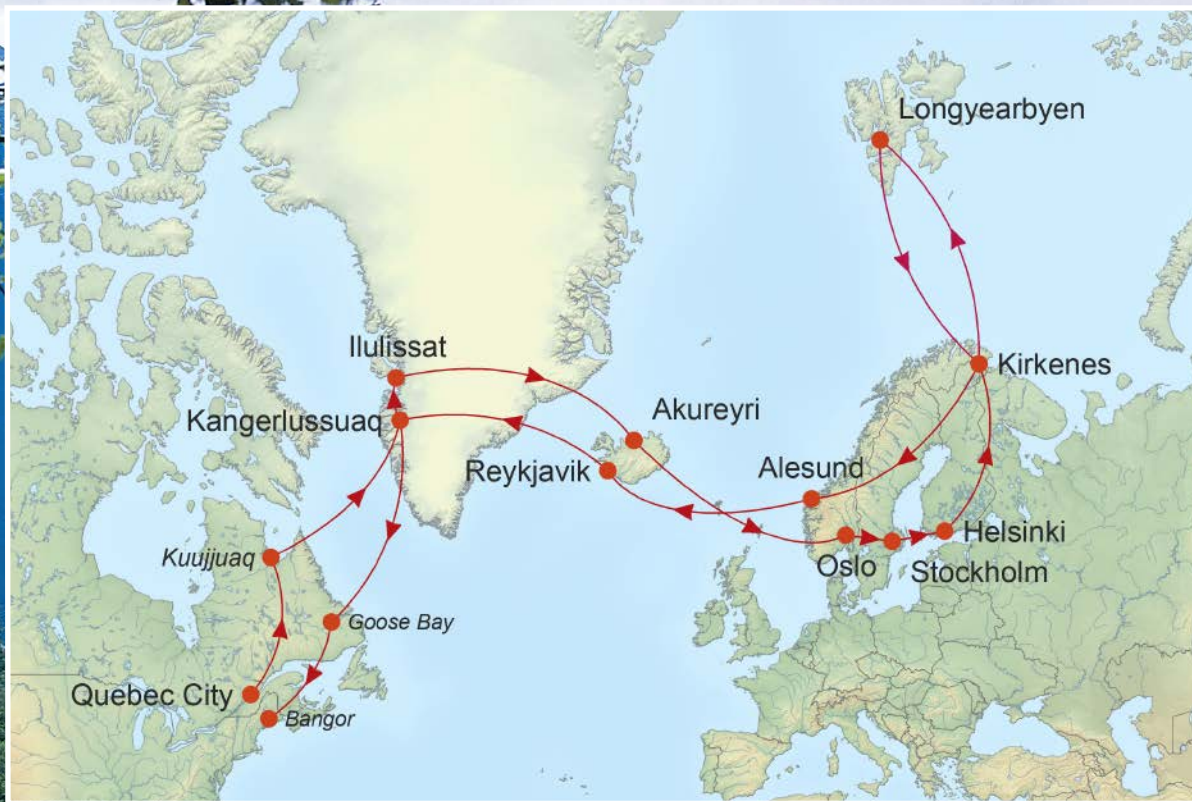 Longyearbyen
Ilulissat
Kirkenes
Kangerlussuaq
Akureyri
Reykjavik
Alesund
Kuujjuaq
Helsinki
Oslo
Stockholm
Goose Bay
Quebec City
Bangor